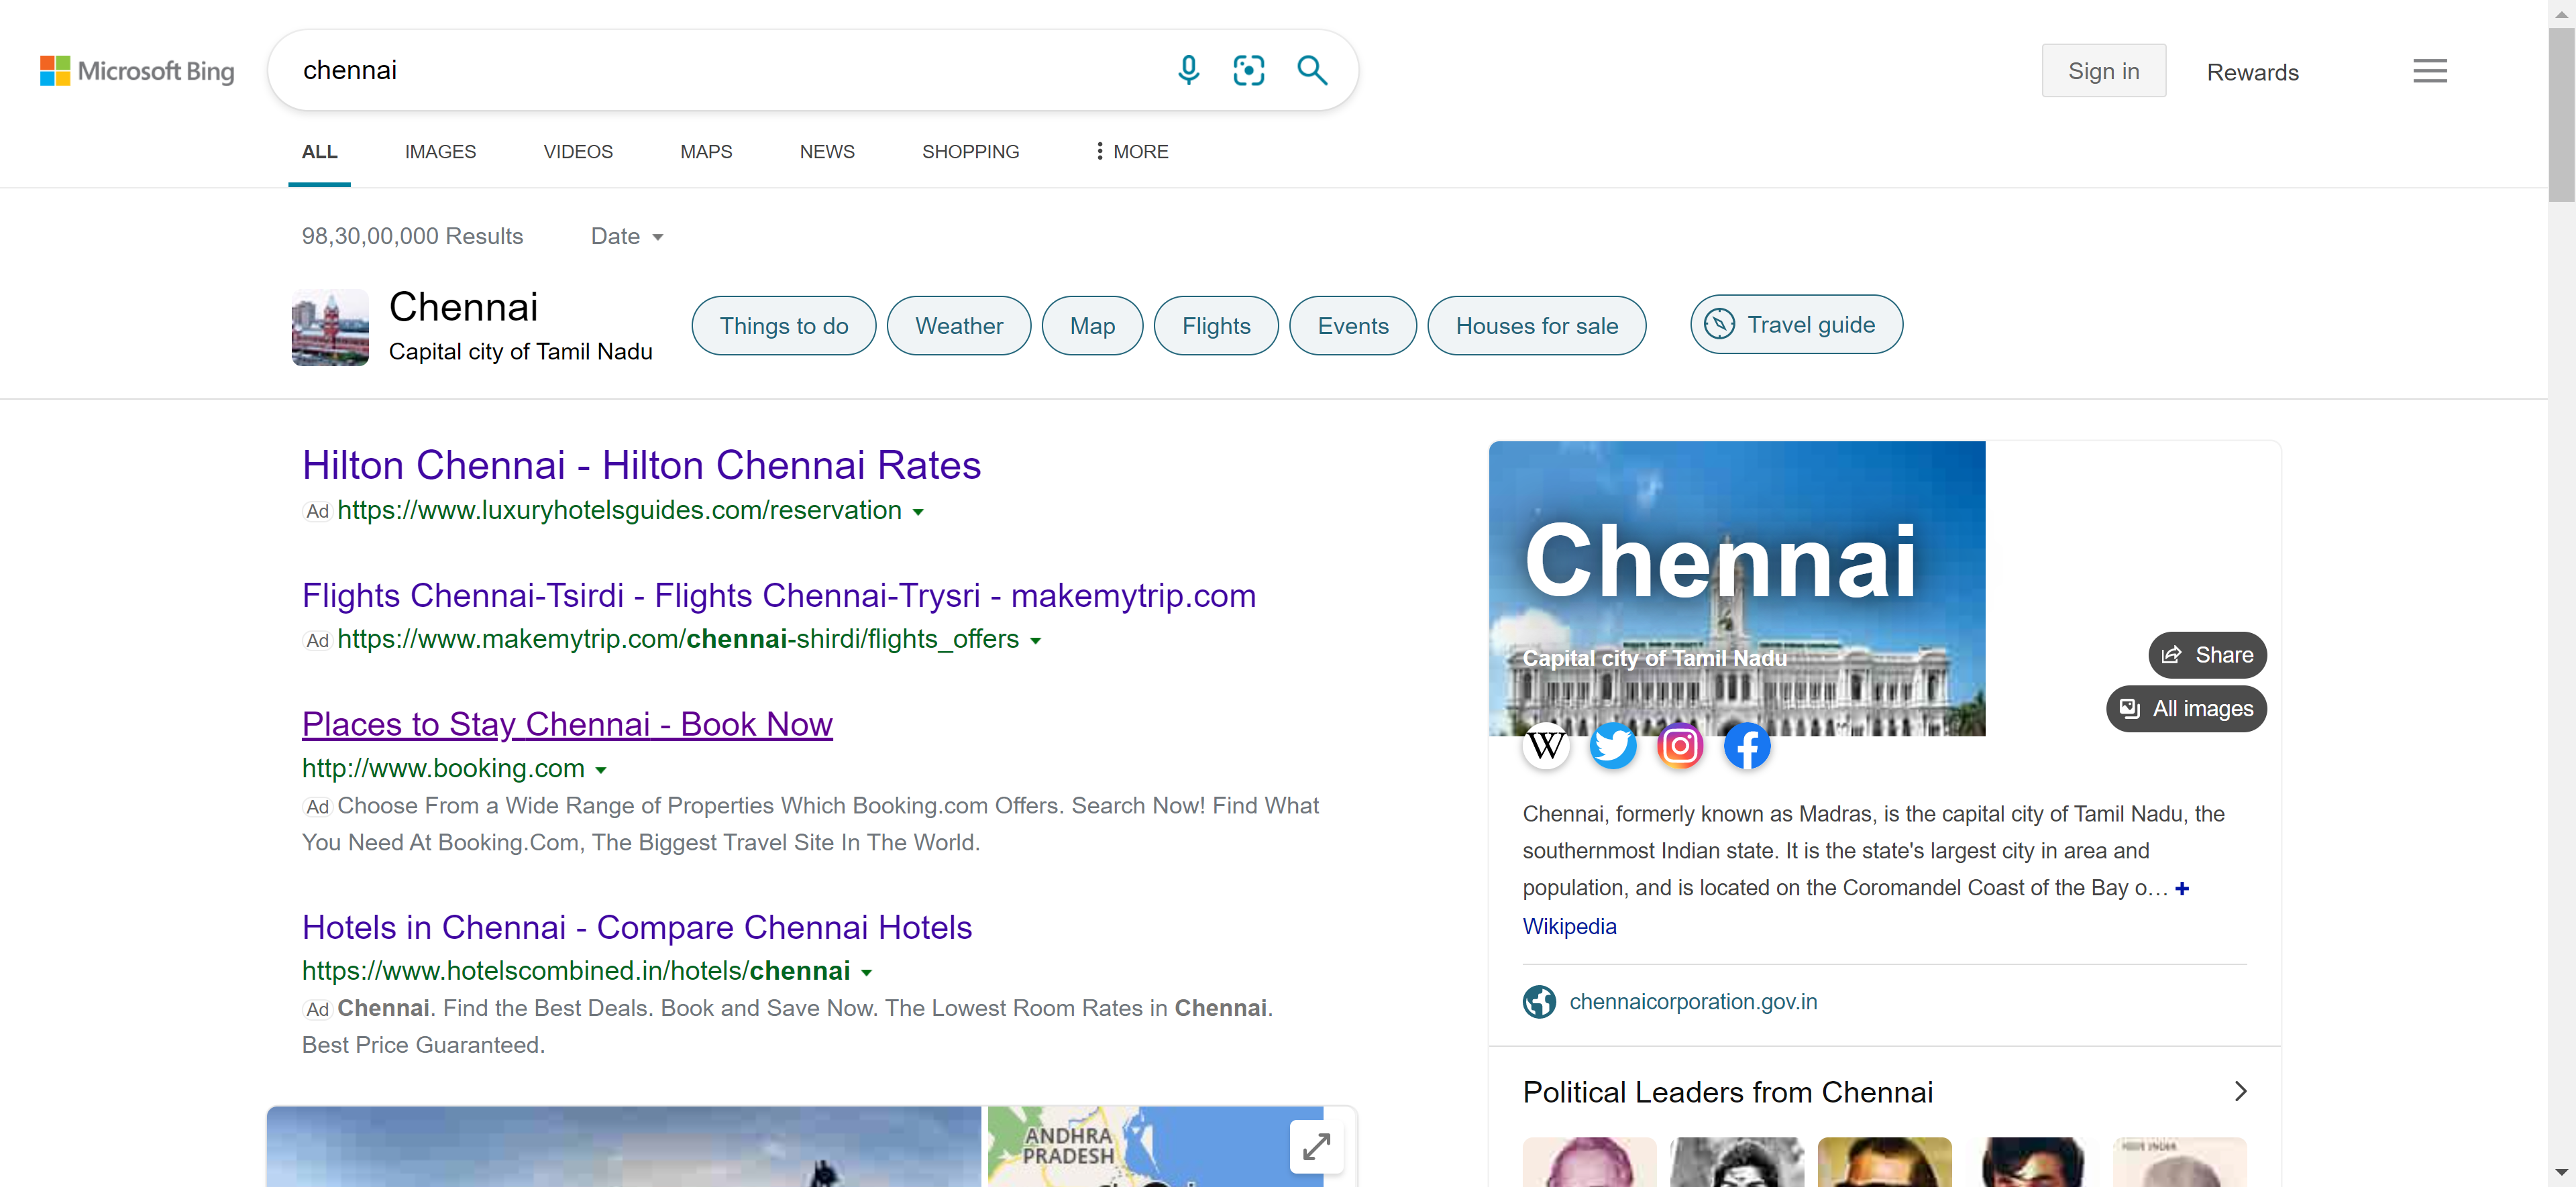 Microsoft Bing
chennai
Sign in
Rewards
ALL
IMAGES
VIDEOS
MAPS
NEWS
SHOPPING
MORE
98,30,00,000 Results
Date
Chennai
Capital city of Tamil Nadu
Things to do
Weather
Map
Flights
Events
Houses for sale
Travel guide
Hilton Chennai - Hilton Chennai Rates
Ad https://www.luxuryhotelsguides.com/reservation
Flights Chennai-Tsirdi - Flights Chennai-Trysri - makemytrip.com
Ad https://www.makemytrip.com/chennai-shirdi/flights_offers
Places to Stay Chennai - Book Now
http://www.booking.com
Ad Choose From a Wide Range of Properties Which Booking.com Offers. Search Now! Find What
You Need At Booking.Com, The Biggest Travel Site In The World.
Hotels in Chennai - Compare Chennai Hotels
https://www.hotelscombined.in/hotels/chennai
Ad Chennai. Find the Best Deals. Book and Save Now. The Lowest Room Rates in Chennai.
Best Price Guaranteed.
ANDHRA
PRADESH
Chennai
Capital city of Tamil Nadu
Share
All images
W
Chennai, formerly known as Madras, is the capital city of Tamil Nadu, the
southernmost Indian state. It is the state's largest city in area and
population, and is located on the Coromandel Coast of the Bay o… +
Wikipedia
chennaicorporation.gov.in
Political Leaders from Chennai